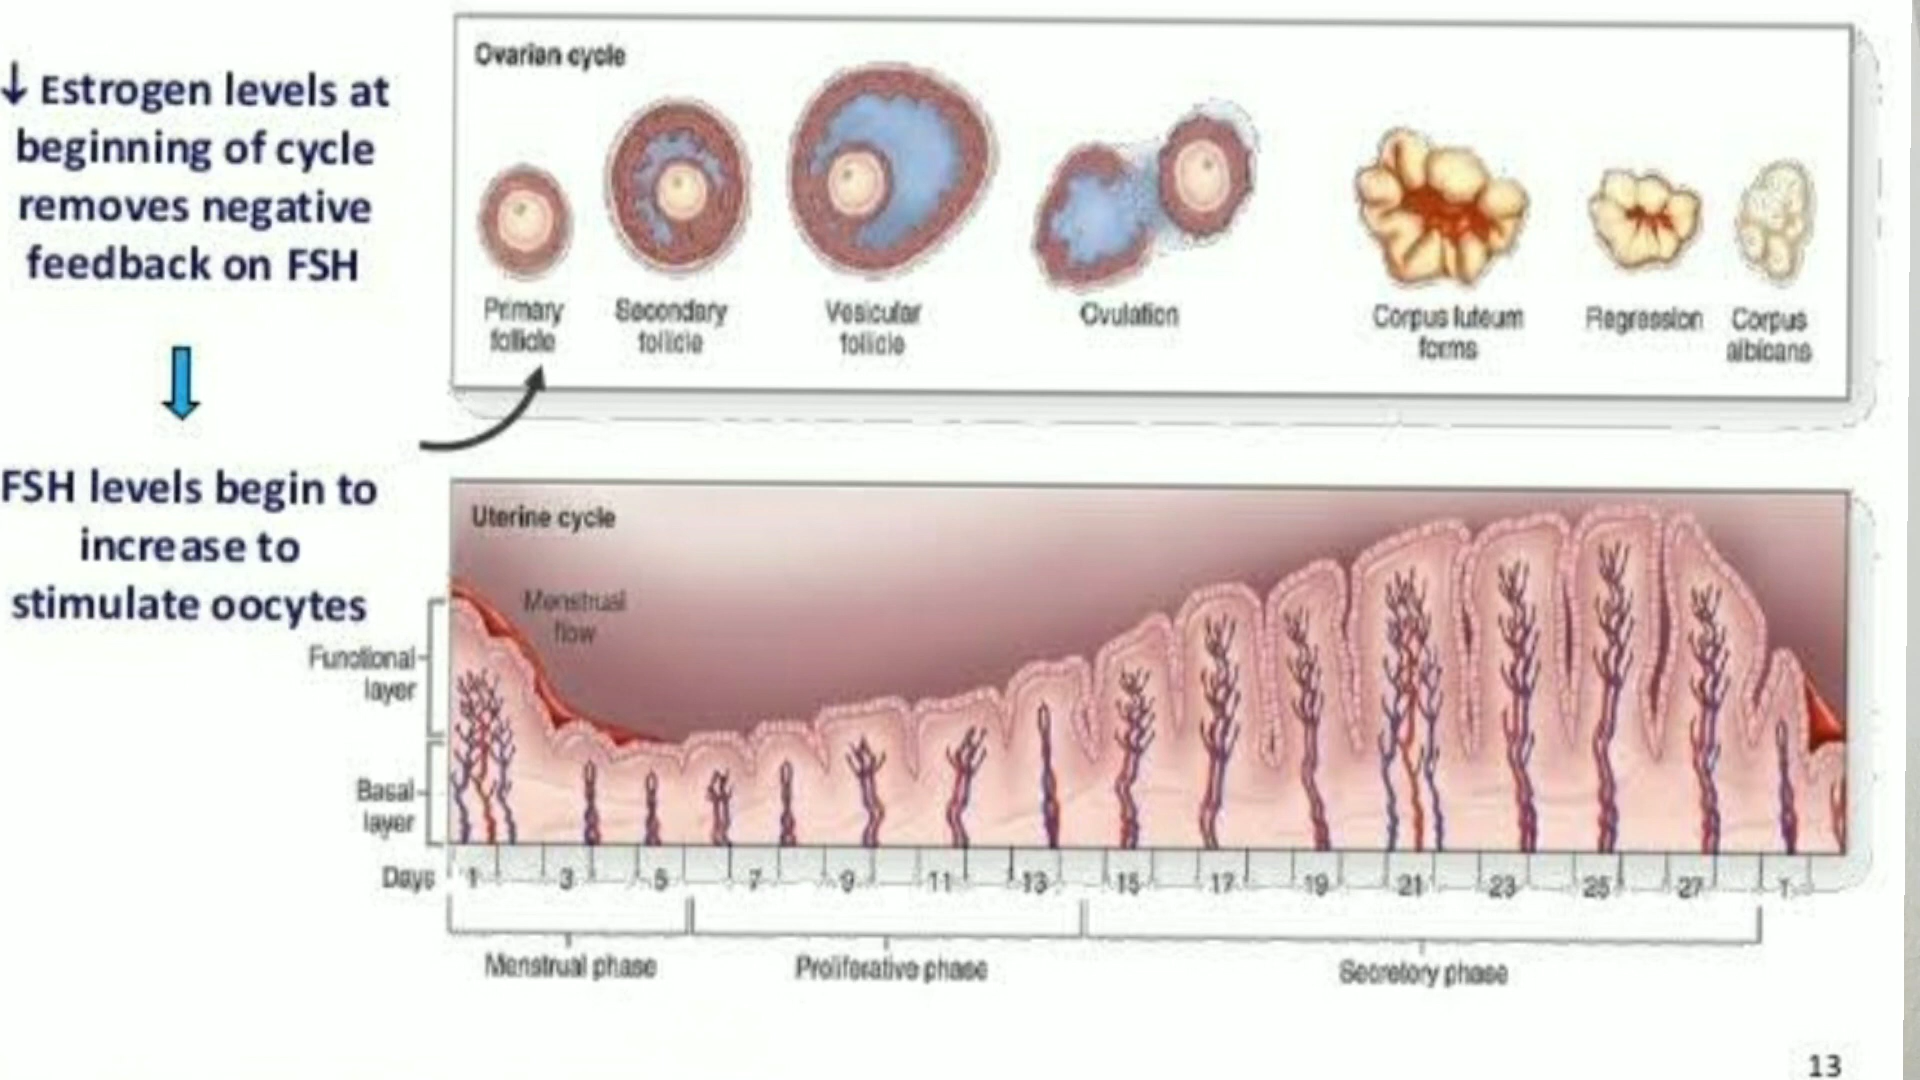 ↓ Estrogen levels at
beginning of cycle
removes negative
feedback on FSH
FSH levels begin to
increase to
stimulate oocytes
Ovarian cycle
Primary
follicle
Secondary
follicle
Vesicular
follicle
Ovulation
Corpus luteum
forms
Regression
Corpus
albicans
Uterine cycle
Menstrual
flow
Functional
layer
Basal
layer
Days 1 3 5 7 9 11 13 15 17 19 21 23 25 27 1
Menstrual phase
Proliferative phase
Secretory phase
13